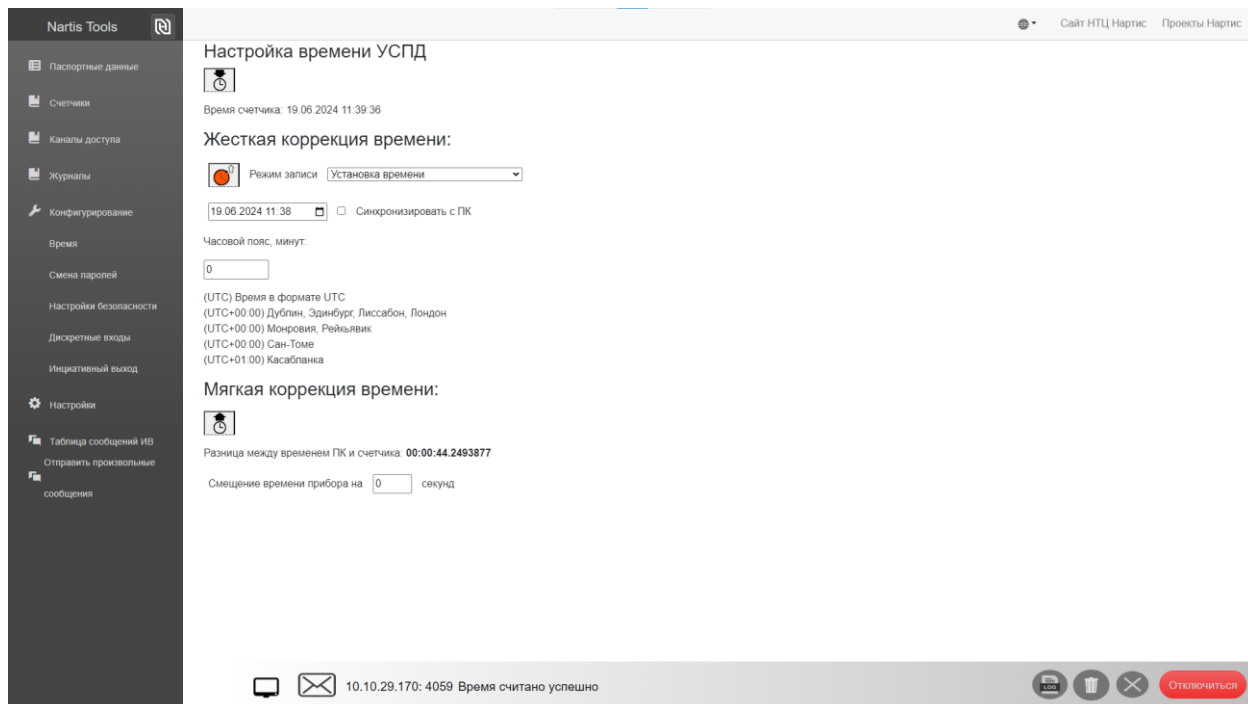 Nartis Tools
Сайт НТЦ Нартис
Проекты Нартис
Паспортные данные
Счетчики
Каналы доступа
Журналы
Конфигурирование
Время
Смена паролей
Настройки безопасности
Дискретные входы
Инциативный выход
Настройки
Таблица сообщений ИВ
Отправить произвольные
сообщения
Настройка времени УСПД
Время счетчика: 19.06.2024 11:39:36
Жесткая коррекция времени:
Режим записи Установка времени
19.06.2024 11:38 Синхронизировать с ПК
Часовой пояс, минут:
0
(UTC) Время в формате UTC
(UTC+00:00) Дублин, Эдинбург, Лиссабон, Лондон
(UTC+00:00) Монровия, Рейкьявик
(UTC+00:00) Сан-Томе
(UTC+01:00) Касабланка
Мягкая коррекция времени:
Разница между временем ПК и счетчика: 00:00:44.2493877
Смещение времени прибора на 0 секунд
10.10.29.170: 4059 Время считано успешно
LOG
Отключиться